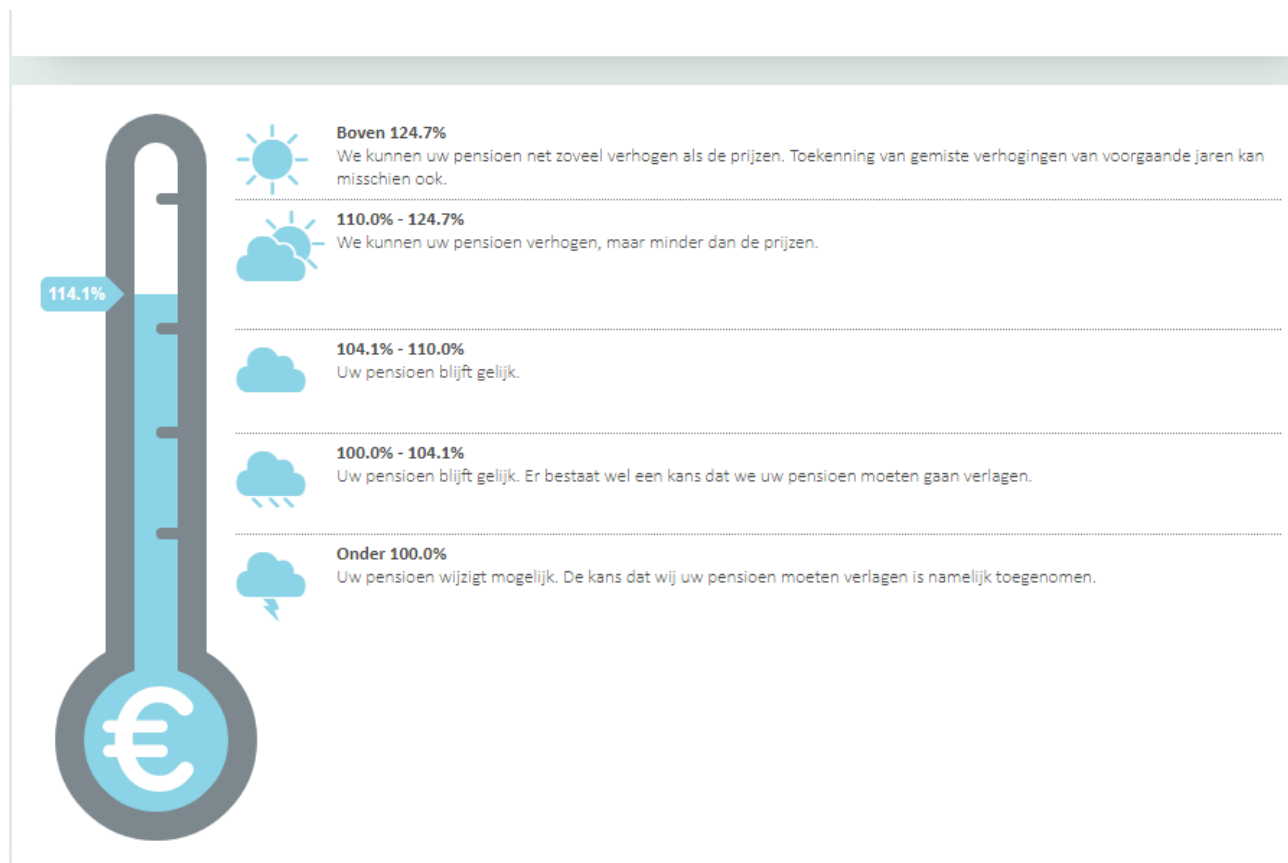 Boven 124.7%
We kunnen uw pensioen net zoveel verhogen als de prijzen. Toekenning van gemiste verhogingen van voorgaande jaren kan
misschien ook.
110.0% - 124.7%
We kunnen uw pensioen verhogen, maar minder dan de prijzen.
114.1%
104.1% - 110.0%
Uw pensioen blijft gelijk.
100.0% - 104.1%
Uw pensioen blijft gelijk. Er bestaat wel een kans dat we uw pensioen moeten gaan verlagen.
Onder 100.0%
Uw pensioen wijzigt mogelijk. De kans dat wij uw pensioen moeten verlagen is namelijk toegenomen.
€